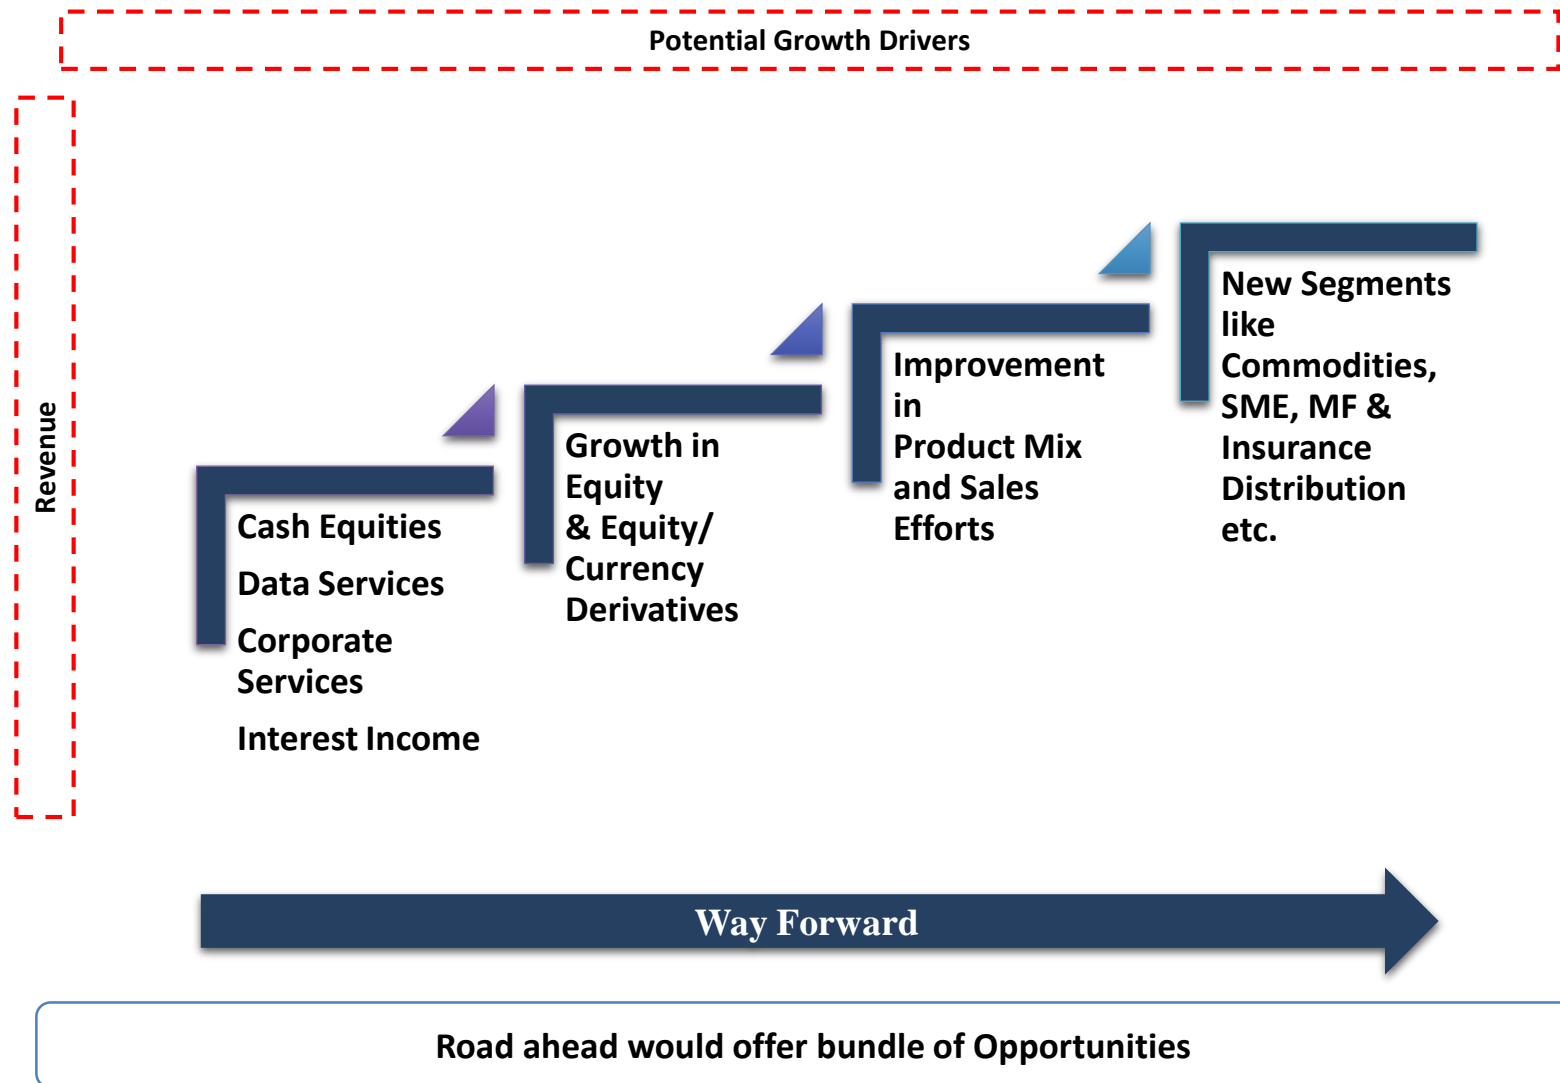 Potential Growth Drivers
Revenue
Cash Equities
Data Services
Corporate
Services
Interest Income
Growth in
Equity
& Equity/
Currency
Derivatives
Improvement
in
Product Mix
and Sales
Efforts
New Segments
like
Commodities,
SME, MF &
Insurance
Distribution
etc.
Way Forward
Road ahead would offer bundle of Opportunities